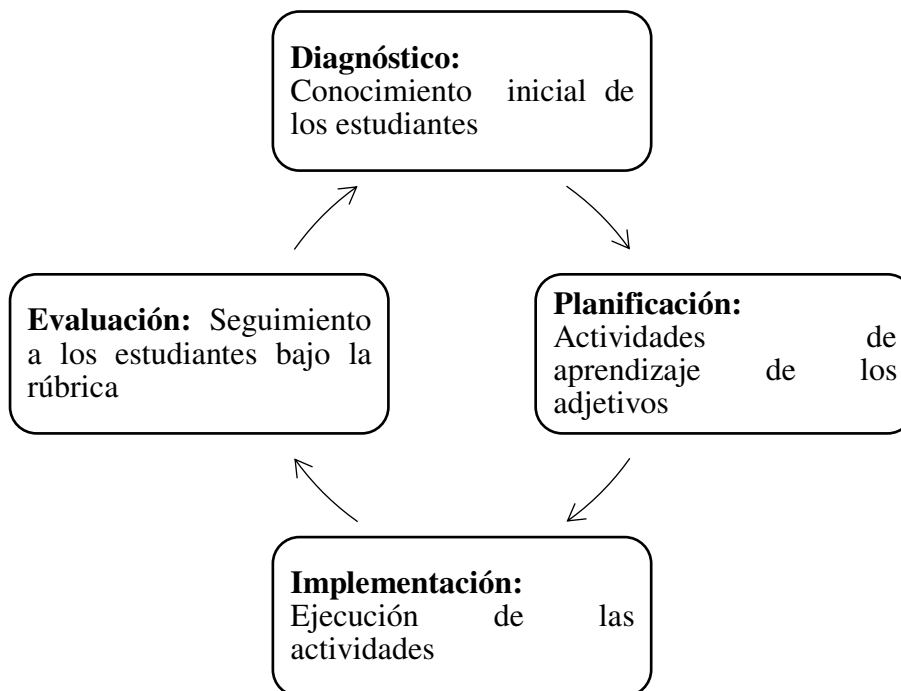 Diagnóstico:
Conocimiento inicial de
los estudiantes
Evaluación: Seguimiento
a los estudiantes bajo la
rúbrica
Planificación:
Actividades de
aprendizaje de los
adjetivos
Implementación:
Ejecución de las
actividades